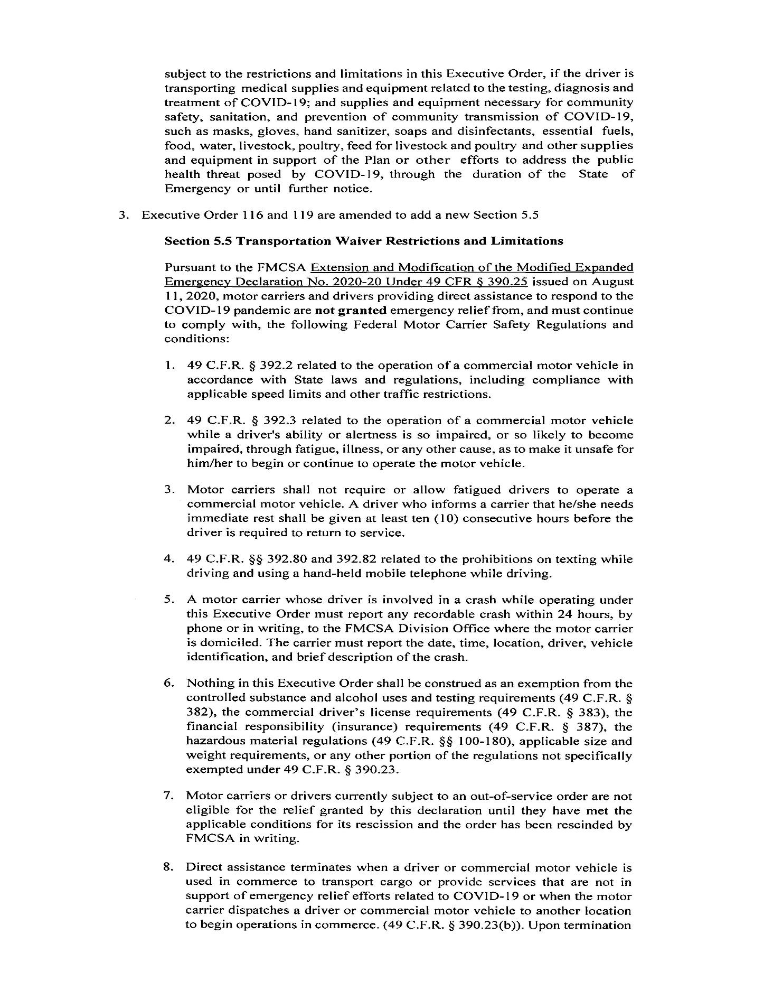 subject to the restrictions and limitations in this Executive Order, if the driver is
transporting medical supplies and equipment related to the testing, diagnosis and
treatment of COVID-19; and supplies and equipment necessary for community
safety, sanitation, and prevention of community transmission of COVID-19,
such as masks, gloves, hand sanitizer, soaps and disinfectants, essential fuels,
food, water, livestock, poultry, feed for livestock and poultry and other supplies
and equipment in support of the Plan or other efforts to address the public
health threat posed by COVID-19, through the duration of the State of
Emergency or until further notice.
3. Executive Order 116 and 119 are amended to add a new Section 5.5
Section 5.5 Transportation Waiver Restrictions and Limitations
Pursuant to the FMCSA Extension and Modification of the Modified Expanded
Emergency Declaration No. 2020-20 Under 49 CFR § 390.25 issued on August
11, 2020, motor carriers and drivers providing direct assistance to respond to the
COVID-19 pandemic are not granted emergency relief from, and must continue
to comply with, the following Federal Motor Carrier Safety Regulations and
conditions:
1. 49 C.F.R. § 392.2 related to the operation of a commercial motor vehicle in
accordance with State laws and regulations, including compliance with
applicable speed limits and other traffic restrictions.
2. 49 C.F.R. § 392.3 related to the operation of a commercial motor vehicle
while a driver's ability or alertness is so impaired, or so likely to become
impaired, through fatigue, illness, or any other cause, as to make it unsafe for
him/her to begin or continue to operate the motor vehicle.
3. Motor carriers shall not require or allow fatigued drivers to operate a
commercial motor vehicle. A driver who informs a carrier that he/she needs
immediate rest shall be given at least ten (10) consecutive hours before the
driver is required to return to service.
4. 49 C.F.R. §§ 392.80 and 392.82 related to the prohibitions on texting while
driving and using a hand-held mobile telephone while driving.
5. A motor carrier whose driver is involved in a crash while operating under
this Executive Order must report any recordable crash within 24 hours, by
phone or in writing, to the FMCSA Division Office where the motor carrier
is domiciled. The carrier must report the date, time, location, driver, vehicle
identification, and brief description of the crash.
6. Nothing in this Executive Order shall be construed as an exemption from the
controlled substance and alcohol uses and testing requirements (49 C.F.R. §
382), the commercial driver’s license requirements (49 C.F.R. § 383), the
financial responsibility (insurance) requirements (49 C.F.R. § 387), the
hazardous material regulations (49 C.F.R. §§ 100-180), applicable size and
weight requirements, or any other portion of the regulations not specifically
exempted under 49 C.F.R. § 390.23.
7. Motor carriers or drivers currently subject to an out-of-service order are not
eligible for the relief granted by this declaration until they have met the
applicable conditions for its rescission and the order has been rescinded by
FMCSA in writing.
8. Direct assistance terminates when a driver or commercial motor vehicle is
used in commerce to transport cargo or provide services that are not in
support of emergency relief efforts related to COVID-19 or when the motor
carrier dispatches a driver or commercial motor vehicle to another location
to begin operations in commerce. (49 C.F.R. § 390.23(b)). Upon termination